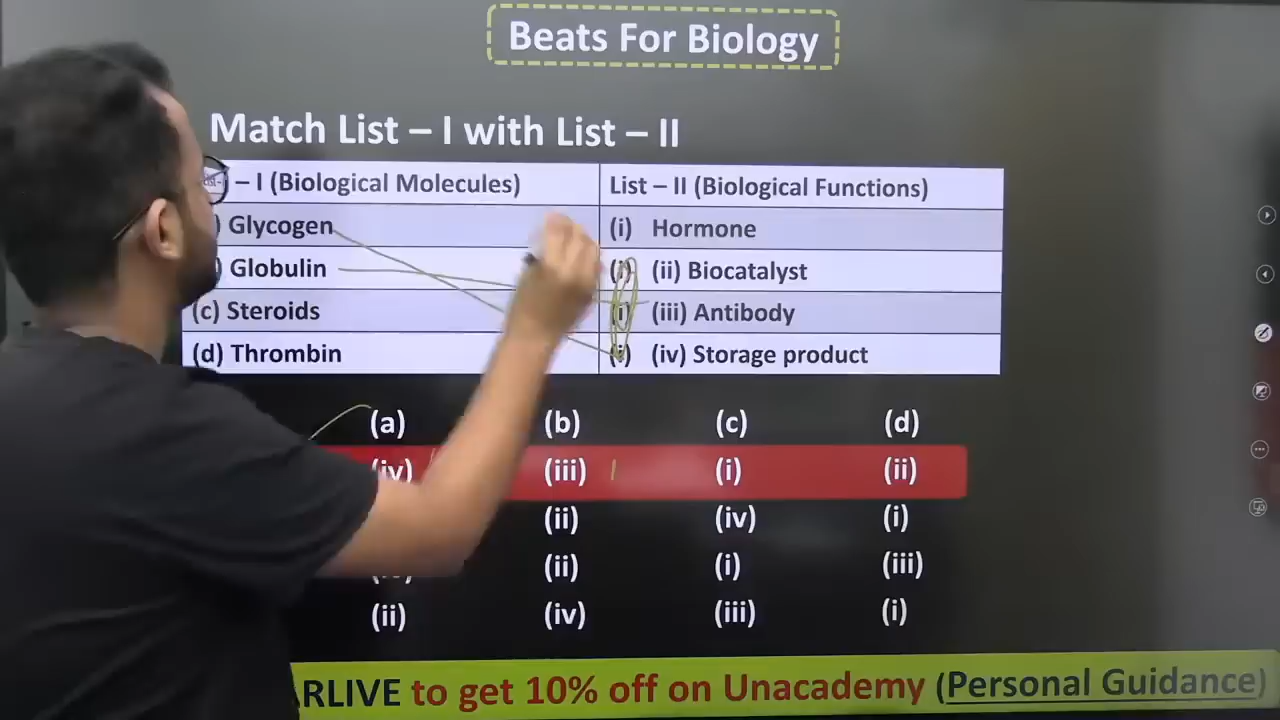 Beats For Biology
Match List – I with List – II
– I (Biological Molecules) List – II (Biological Functions)
) Glycogen (i) Hormone
) Globulin (ii) Biocatalyst
(c) Steroids (iii) Antibody
(d) Thrombin (iv) Storage product
(a) (b) (c) (d)
(iv) (iii) (i) (ii)
(ii) (iv) (i)
(ii) (i) (iii)
(ii) (iv) (iii) (i)
ARLIVE to get 10% off on Unacademy (Personal Guidance)